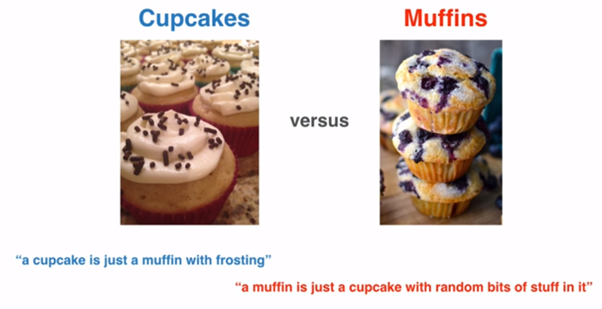 Cupcakes
Muffins
versus
“a cupcake is just a muffin with frosting”
“a muffin is just a cupcake with random bits of stuff in it”